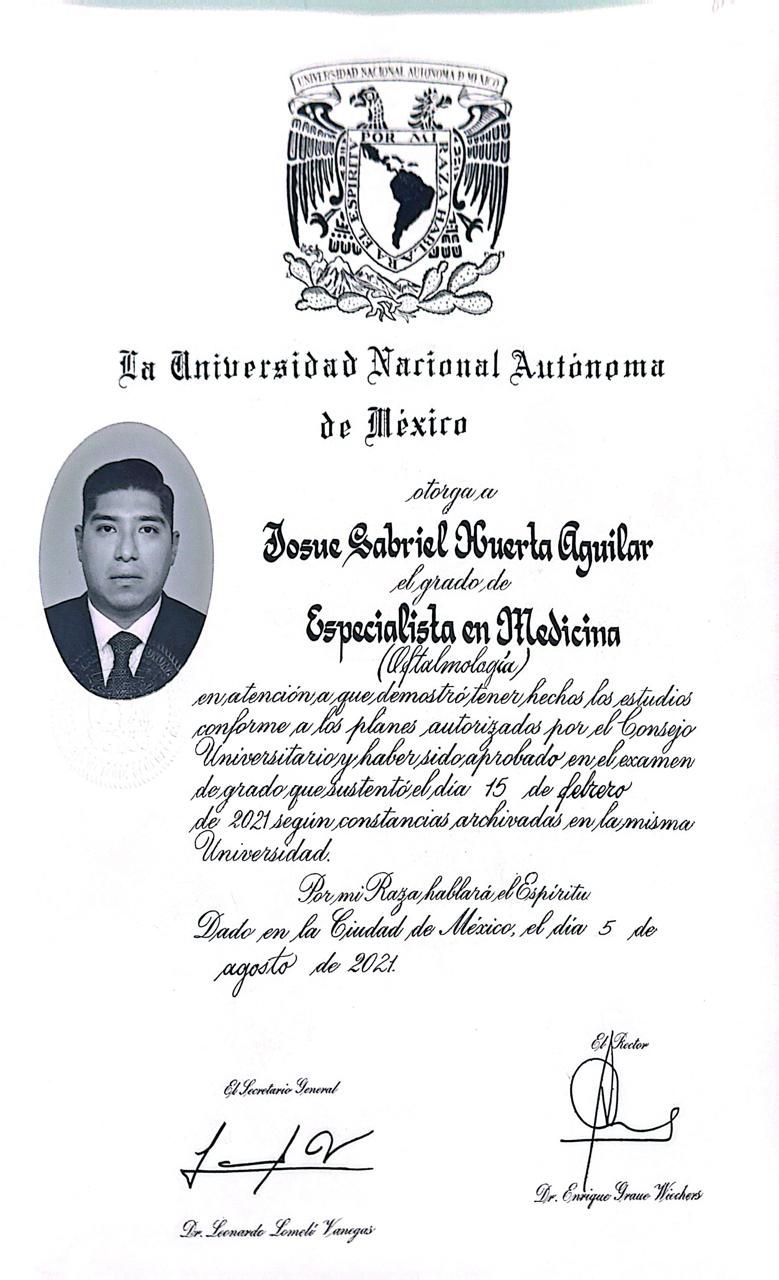 UNIVERSIDAD NACIONAL AUTONOMA D MEXICO
POR MI RAZA HABLARA EL ESPIRITU
La Universidad Nacional Autónoma
de México
otorga a
Josue Gabriel Huerta Aguilar
el grado de
Especialista en Medicina
(Oftalmología)
en atención a que demostró tener hechos los estudios
conforme a los planes autorizados por el Consejo
Universitario y haber sido aprobado en el examen
de grado que sustentó el día 15 de febrero
de 2021 según constancias archivadas en la misma
Universidad.
Por mi Raza hablará el Espíritu
Dado en la Ciudad de México, el día 5 de
agosto de 2021.
El Rector
El Secretario General
Dr. Enrique Graue Wiechers
Dr. Leonardo Lomelí Vanegas